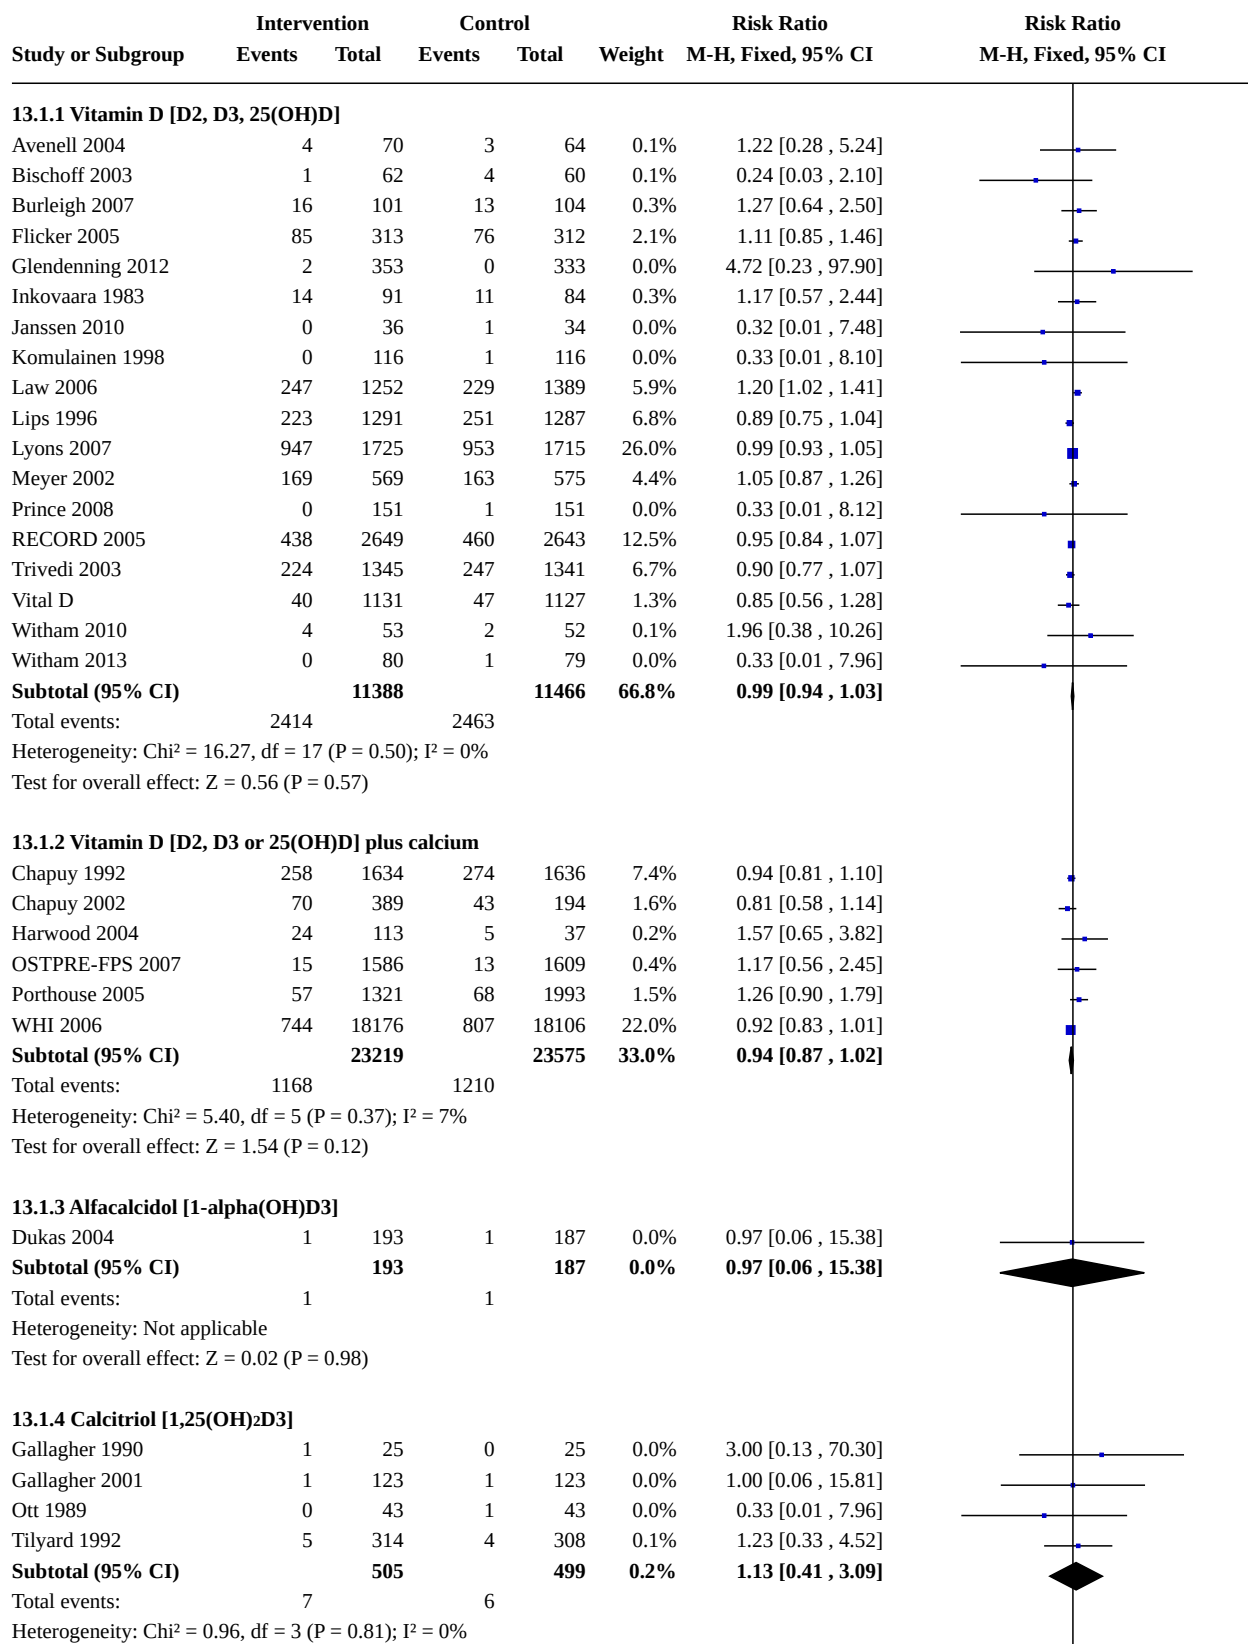 Intervention Control Risk Ratio Risk Ratio
Study or Subgroup Events Total Events Total Weight M-H, Fixed, 95% CI M-H, Fixed, 95% CI
13.1.1 Vitamin D [D2, D3, 25(OH)D]
Avenell 2004 4 70 3 64 0.1% 1.22 [0.28 , 5.24]
Bischoff 2003 1 62 4 60 0.1% 0.24 [0.03 , 2.10]
Burleigh 2007 16 101 13 104 0.3% 1.27 [0.64 , 2.50]
Flicker 2005 85 313 76 312 2.1% 1.11 [0.85 , 1.46]
Glendenning 2012 2 353 0 333 0.0% 4.72 [0.23 , 97.90]
Inkovaara 1983 14 91 11 84 0.3% 1.17 [0.57 , 2.44]
Janssen 2010 0 36 1 34 0.0% 0.32 [0.01 , 7.48]
Komulainen 1998 0 116 1 116 0.0% 0.33 [0.01 , 8.10]
Law 2006 247 1252 229 1389 5.9% 1.20 [1.02 , 1.41]
Lips 1996 223 1291 251 1287 6.8% 0.89 [0.75 , 1.04]
Lyons 2007 947 1725 953 1715 26.0% 0.99 [0.93 , 1.05]
Meyer 2002 169 569 163 575 4.4% 1.05 [0.87 , 1.26]
Prince 2008 0 151 1 151 0.0% 0.33 [0.01 , 8.12]
RECORD 2005 438 2649 460 2643 12.5% 0.95 [0.84 , 1.07]
Trivedi 2003 224 1345 247 1341 6.7% 0.90 [0.77 , 1.07]
Vital D 40 1131 47 1127 1.3% 0.85 [0.56 , 1.28]
Witham 2010 4 53 2 52 0.1% 1.96 [0.38 , 10.26]
Witham 2013 0 80 1 79 0.0% 0.33 [0.01 , 7.96]
Subtotal (95% CI) 11388 11466 66.8% 0.99 [0.94 , 1.03]
Total events: 2414 2463
Heterogeneity: Chi² = 16.27, df = 17 (P = 0.50); I² = 0%
Test for overall effect: Z = 0.56 (P = 0.57)
13.1.2 Vitamin D [D2, D3 or 25(OH)D] plus calcium
Chapuy 1992 258 1634 274 1636 7.4% 0.94 [0.81 , 1.10]
Chapuy 2002 70 389 43 194 1.6% 0.81 [0.58 , 1.14]
Harwood 2004 24 113 5 37 0.2% 1.57 [0.65 , 3.82]
OSTPRE-FPS 2007 15 1586 13 1609 0.4% 1.17 [0.56 , 2.45]
Porthouse 2005 57 1321 68 1993 1.5% 1.26 [0.90 , 1.79]
WHI 2006 744 18176 807 18106 22.0% 0.92 [0.83 , 1.01]
Subtotal (95% CI) 23219 23575 33.0% 0.94 [0.87 , 1.02]
Total events: 1168 1210
Heterogeneity: Chi² = 5.40, df = 5 (P = 0.37); I² = 7%
Test for overall effect: Z = 1.54 (P = 0.12)
13.1.3 Alfacalcidol [1-alpha(OH)D3]
Dukas 2004 1 193 1 187 0.0% 0.97 [0.06 , 15.38]
Subtotal (95% CI) 193 187 0.0% 0.97 [0.06 , 15.38]
Total events: 1 1
Heterogeneity: Not applicable
Test for overall effect: Z = 0.02 (P = 0.98)
13.1.4 Calcitriol [1,25(OH)₂D3]
Gallagher 1990 1 25 0 25 0.0% 3.00 [0.13 , 70.30]
Gallagher 2001 1 123 1 123 0.0% 1.00 [0.06 , 15.81]
Ott 1989 0 43 1 43 0.0% 0.33 [0.01 , 7.96]
Tilyard 1992 5 314 4 308 0.1% 1.23 [0.33 , 4.52]
Subtotal (95% CI) 505 499 0.2% 1.13 [0.41 , 3.09]
Total events: 7 6
Heterogeneity: Chi² = 0.96, df = 3 (P = 0.81); I² = 0%